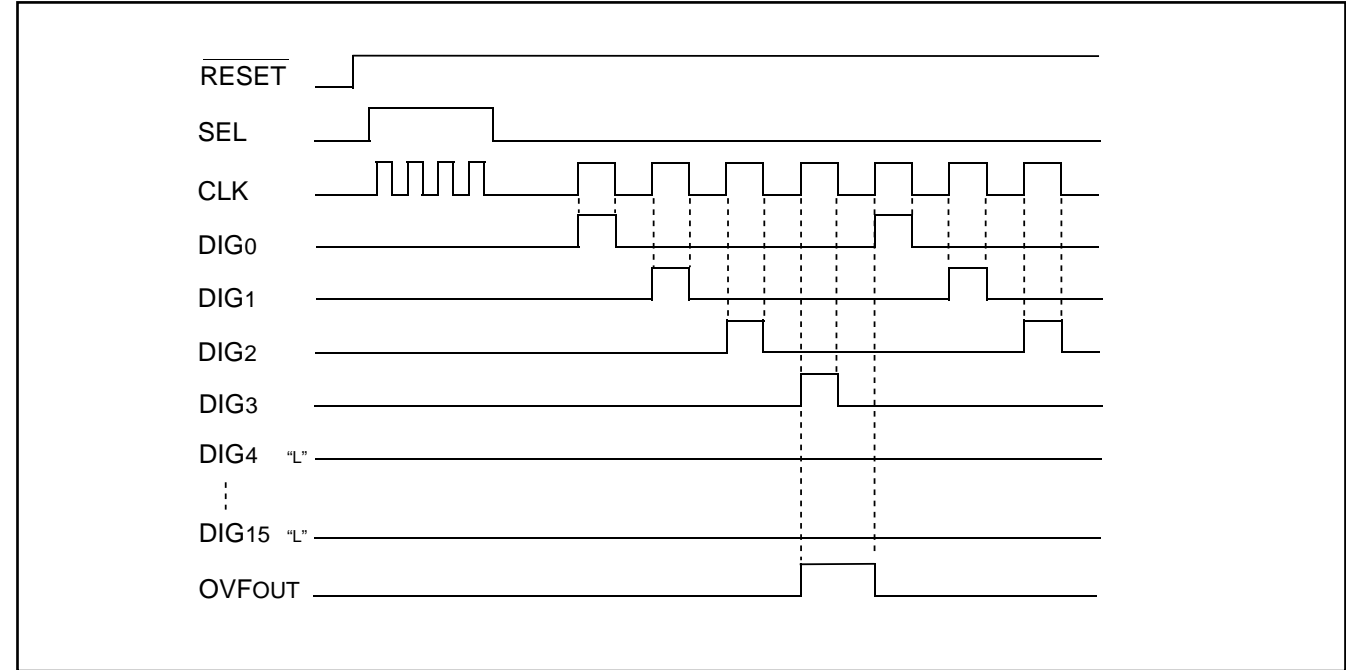 RESET
SEL
CLK
DIG0
DIG1
DIG2
DIG3
DIG4 “L”
DIG15 “L”
OVFOUT